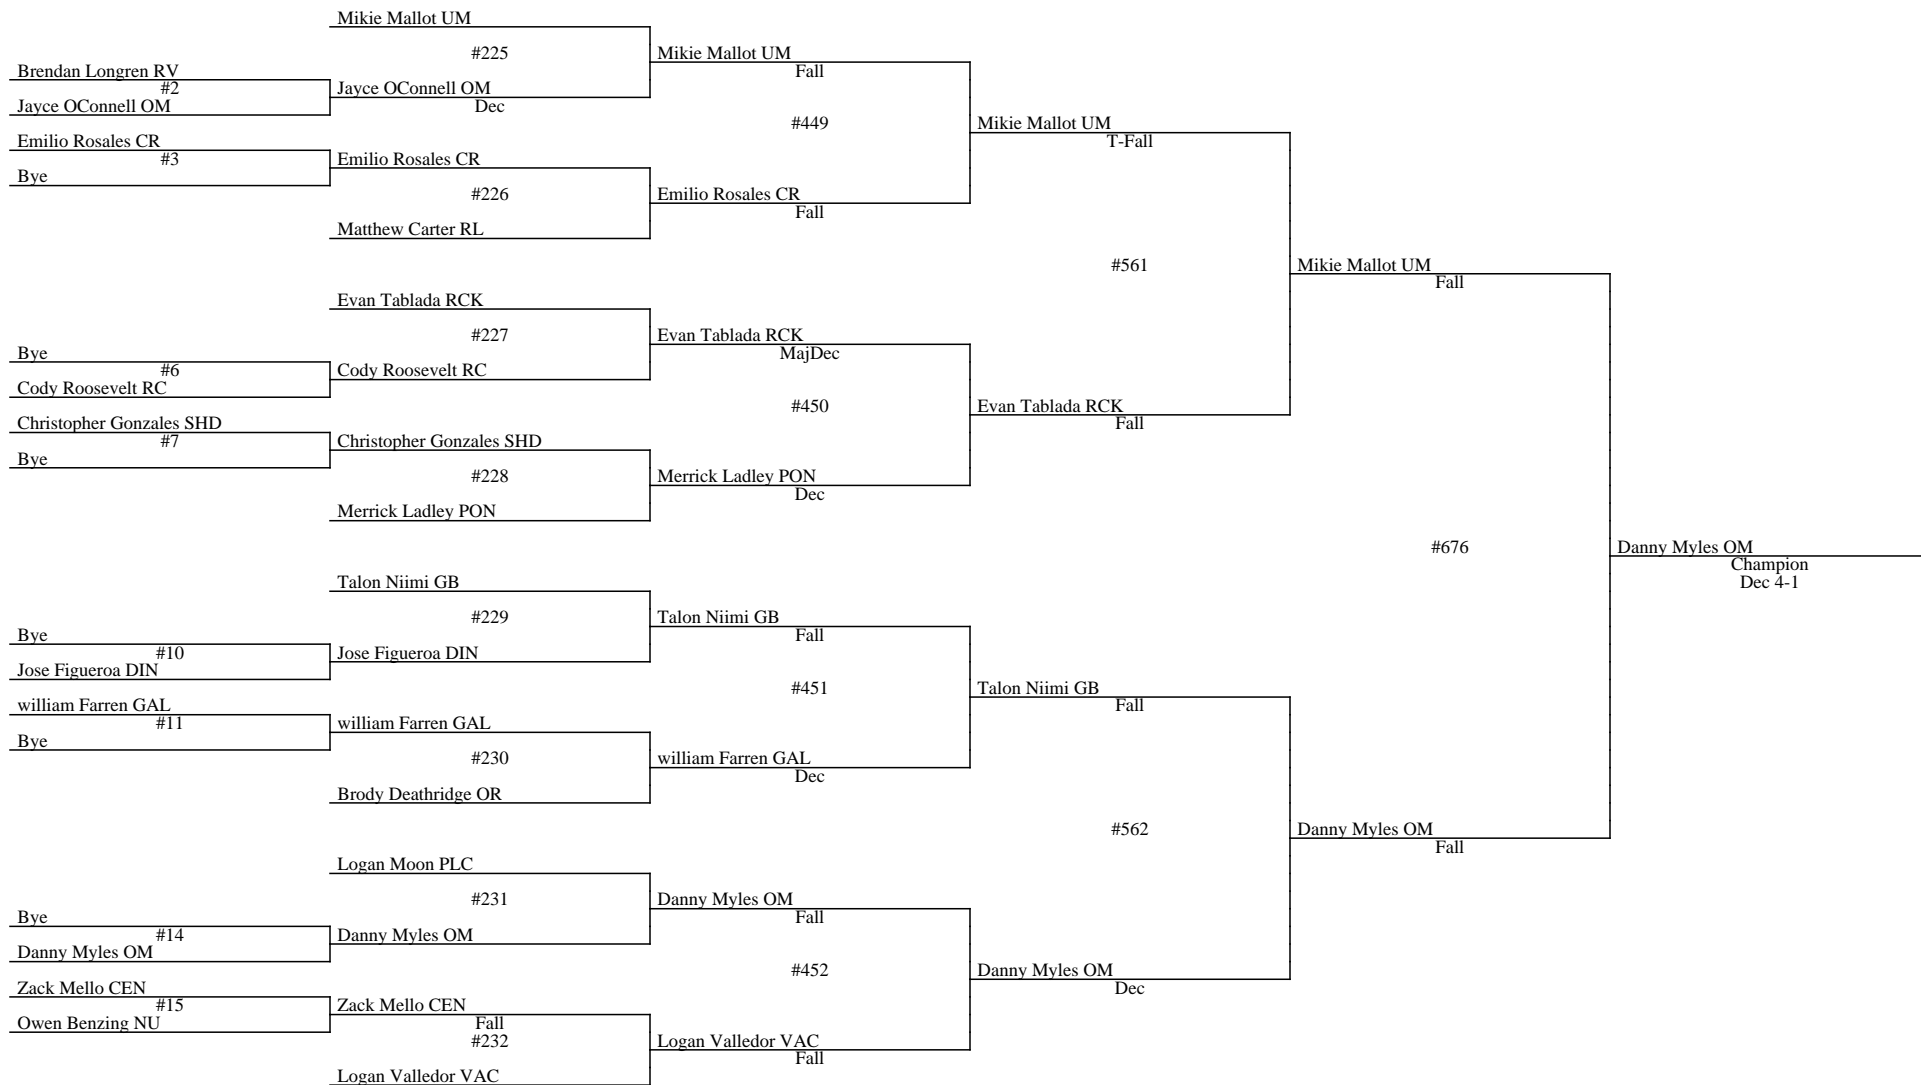 Mikie Mallot UM
#225
Mikie Mallot UM
Fall
Brendan Longren RV
#2
Jayce OConnell OM
Jayce OConnell OM
Dec
Emilio Rosales CR
#3
Bye
Emilio Rosales CR
#449
Mikie Mallot UM
T-Fall
#226
Emilio Rosales CR
Fall
Matthew Carter RL
#561
Mikie Mallot UM
Fall
Evan Tablada RCK
#227
Evan Tablada RCK
MajDec
Bye
#6
Cody Roosevelt RC
Cody Roosevelt RC
#450
Evan Tablada RCK
Fall
Christopher Gonzales SHD
#7
Bye
Christopher Gonzales SHD
#228
Merrick Ladley PON
Dec
Merrick Ladley PON
#676
Danny Myles OM
Champion
Dec 4-1
Talon Niimi GB
#229
Talon Niimi GB
Fall
Bye
#10
Jose Figueroa DIN
Jose Figueroa DIN
#451
Talon Niimi GB
Fall
william Farren GAL
#11
Bye
william Farren GAL
#230
william Farren GAL
Dec
Brody Deathridge OR
#562
Danny Myles OM
Fall
Logan Moon PLC
#231
Danny Myles OM
Fall
Bye
#14
Danny Myles OM
Danny Myles OM
#452
Danny Myles OM
Dec
Zack Mello CEN
#15
Owen Benzing NU
Zack Mello CEN
Fall
#232
Logan Valledor VAC
Fall
Logan Valledor VAC